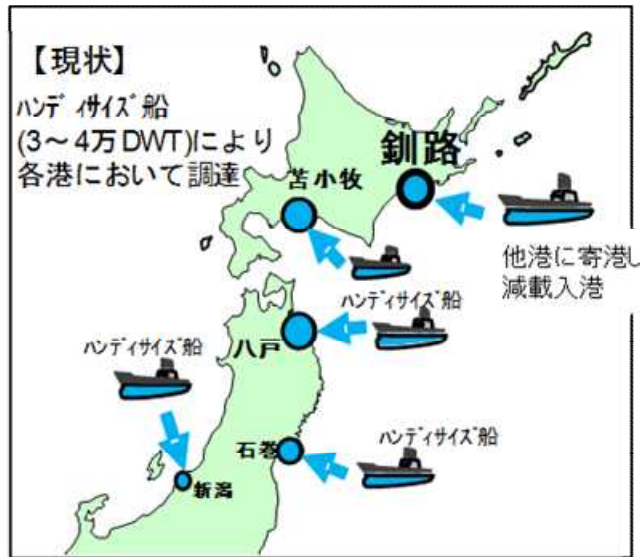 【現状】
ハンディサイズ船
(3～4万DWT)により
各港において調達
釧路
苫小牧
他港に寄港し
減載入港
ハンディサイズ船
八戸
ハンディサイズ船
ハンディサイズ船
石巻
新潟